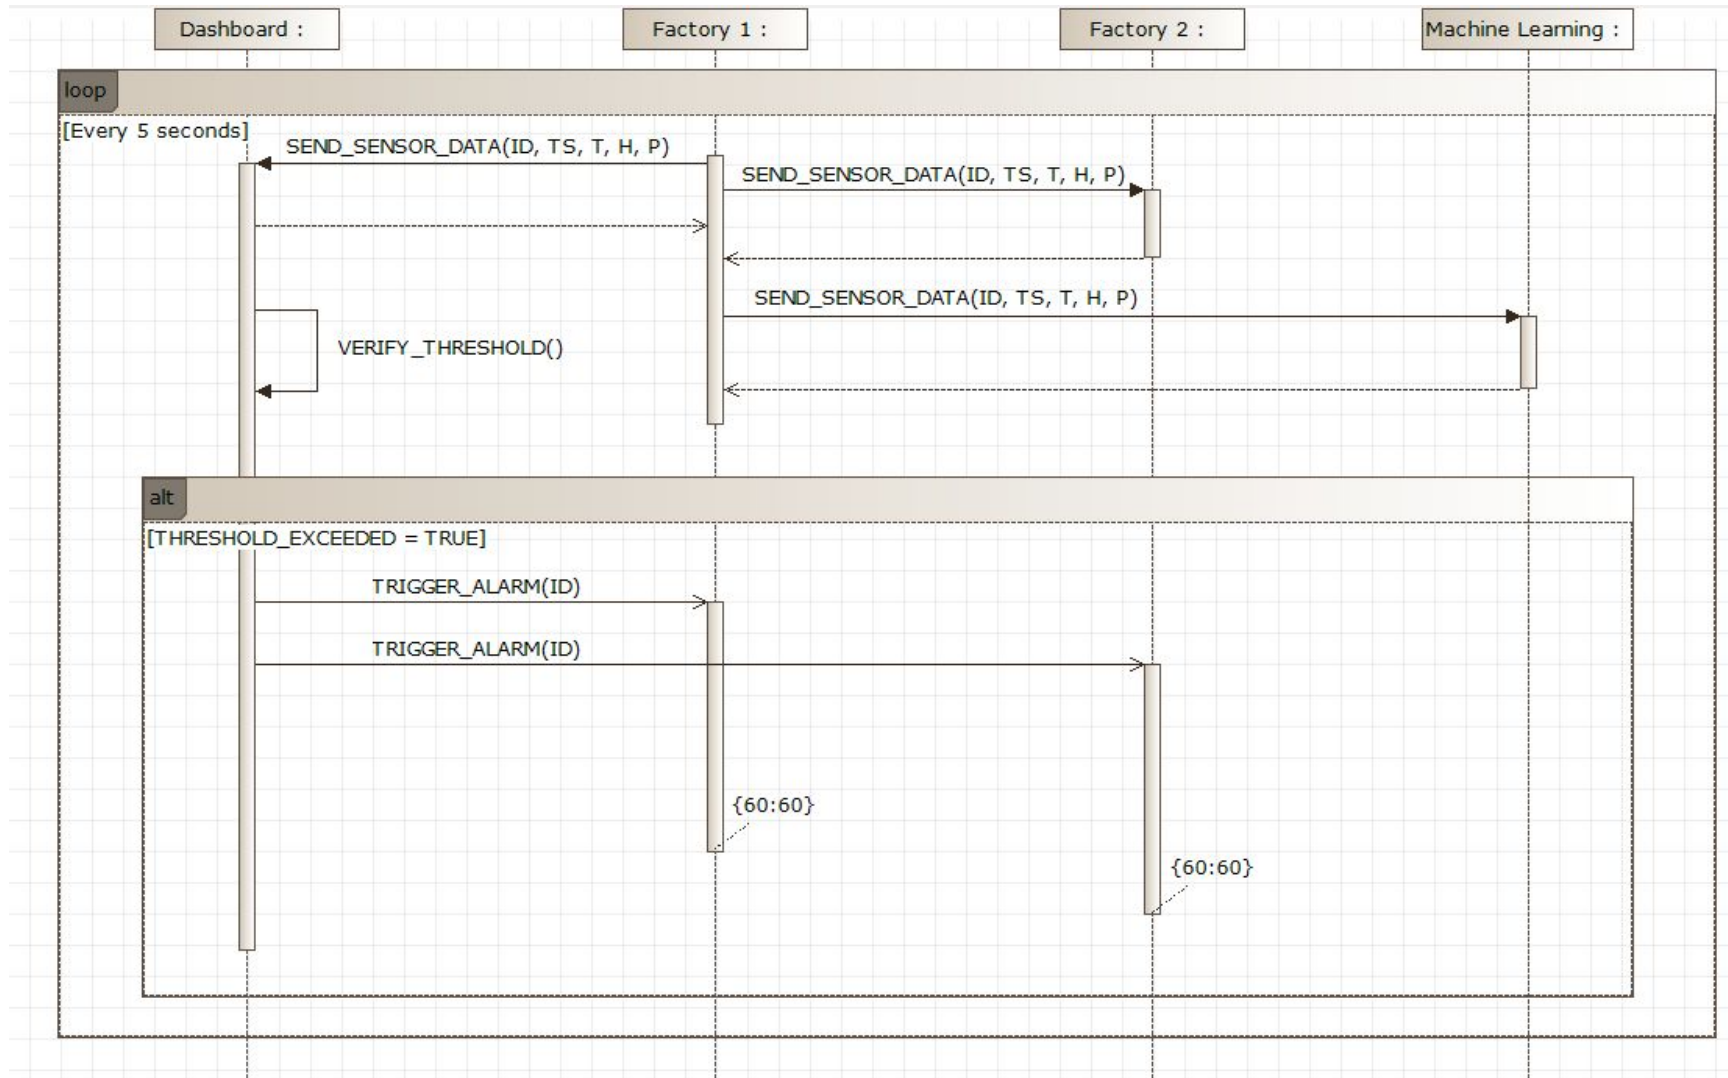 Dashboard :
Factory 1 :
Factory 2 :
Machine Learning :
loop
[Every 5 seconds]
SEND_SENSOR_DATA(ID, TS, T, H, P)
SEND_SENSOR_DATA(ID, TS, T, H, P)
SEND_SENSOR_DATA(ID, TS, T, H, P)
VERIFY_THRESHOLD()
alt
[THRESHOLD_EXCEEDED = TRUE]
TRIGGER_ALARM(ID)
TRIGGER_ALARM(ID)
{60:60}
{60:60}